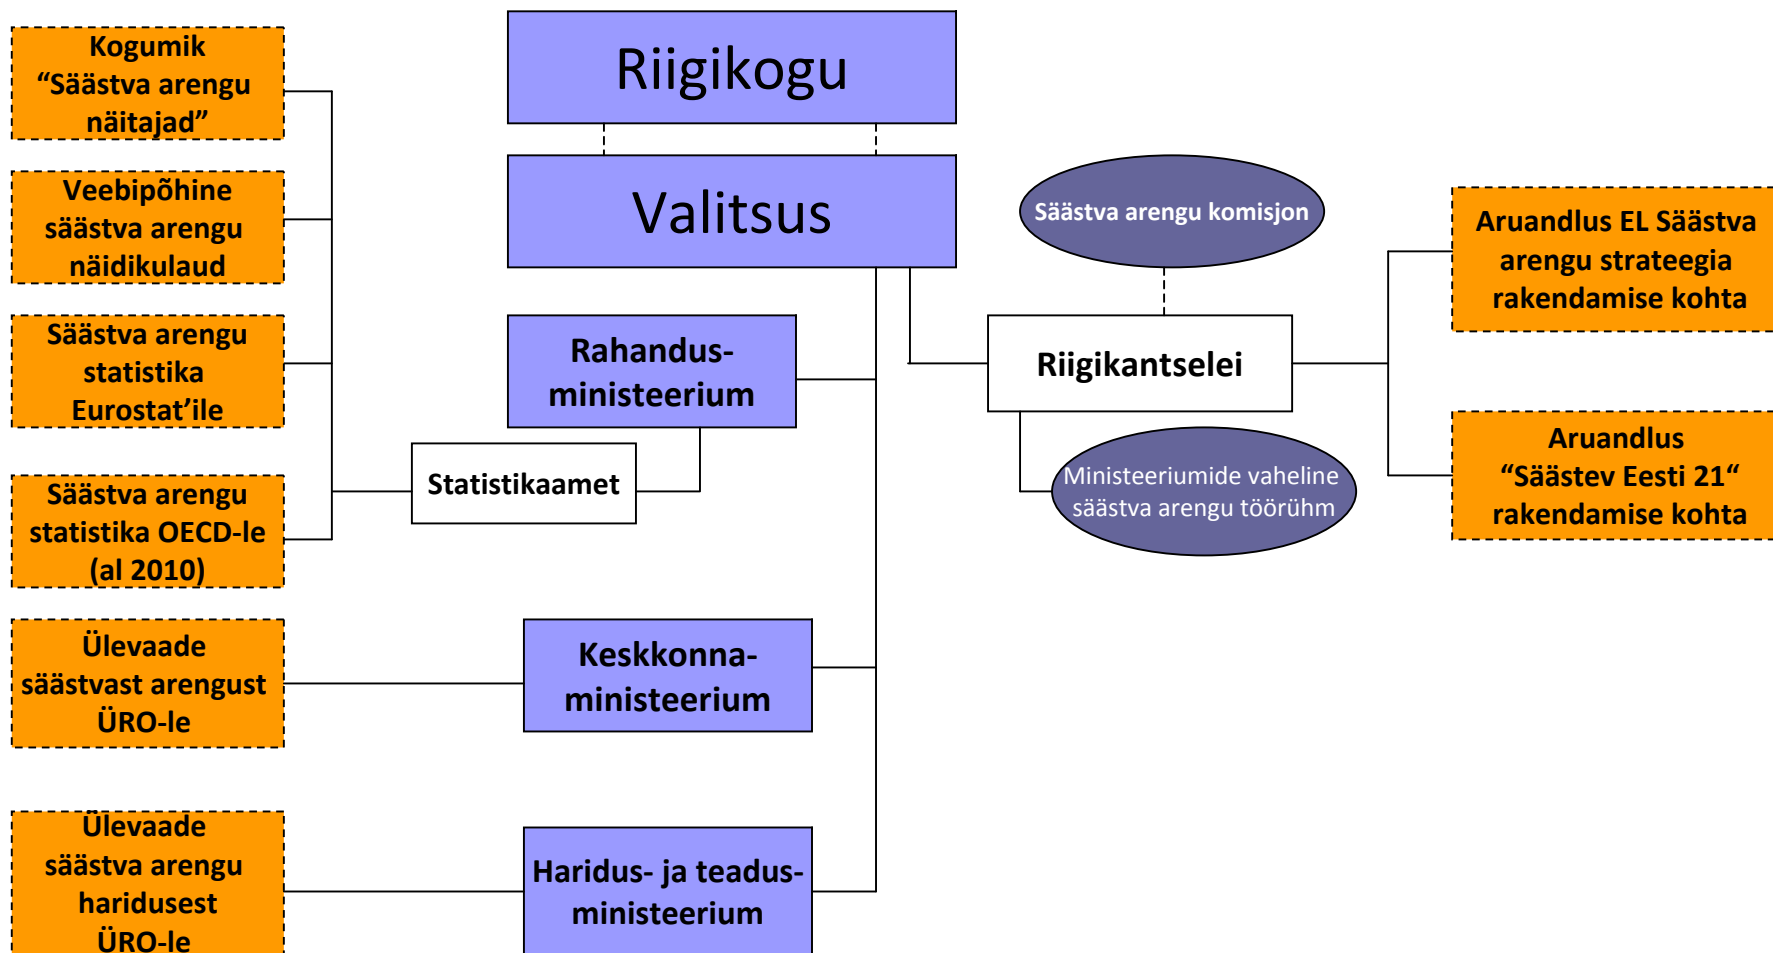 Kogumik
“Säästva arengu
näitajad”
Veebipõhine
säästva arengu
näidikulaud
Säästva arengu
statistika
Eurostat’ile
Säästva arengu
statistika OECD-le
(al 2010)
Ülevaade
säästvast arengust
ÜRO-le
Ülevaade
säästva arengu
haridusest
ÜRO-le
Riigikogu
Valitsus
Rahandus-
ministeerium
Statistikaamet
Keskkonna-
ministeerium
Haridus- ja teadus-
ministeerium
Säästva arengu komisjon
Riigikantselei
Ministeeriumide vaheline
säästva arengu töörühm
Aruandlus EL Säästva
arengu strateegia
rakendamise kohta
Aruandlus
“Säästev Eesti 21“
rakendamise kohta